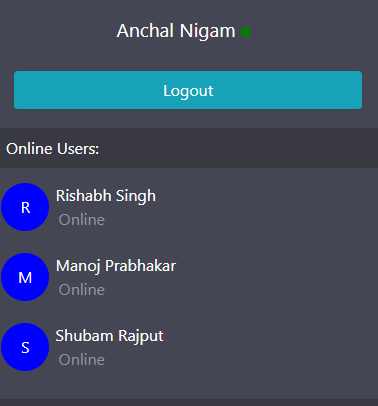 Anchal Nigam
Logout
Online Users:
R
Rishabh Singh
Online
M
Manoj Prabhakar
Online
S
Shubam Rajput
Online